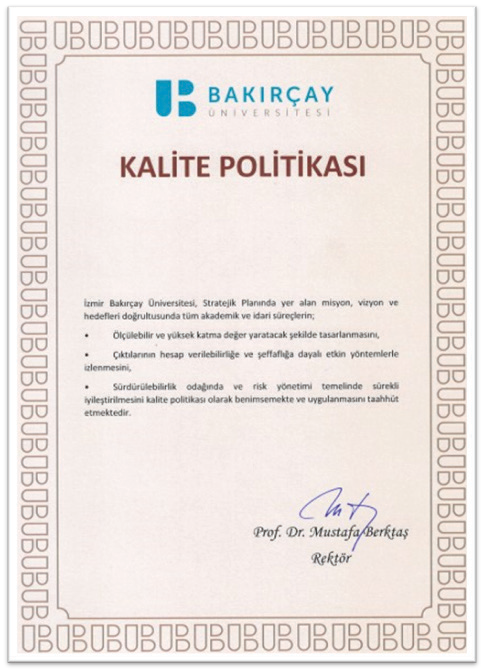 BAKIRÇAY
ÜNİVERSİTESİ
KALİTE POLİTİKASI
İzmir Bakırçay Üniversitesi, Stratejik Planında yer alan misyon, vizyon ve
hedefleri doğrultusunda tüm akademik ve idari süreçlerin;
• Ölçülebilir ve yüksek katma değer yaratacak şekilde tasarlanmasını,
• Çıktılarının hesap verilebilirliğe ve şeffaflığa dayalı etkin yöntemlerle
izlenmesini,
• Sürdürülebilirlik odağında ve risk yönetimi temelinde sürekli
iyileştirilmesini kalite politikası olarak benimsemekte ve uygulanmasını taahhüt
etmektedir.
Prof. Dr. Mustafa Berktaş
Rektör